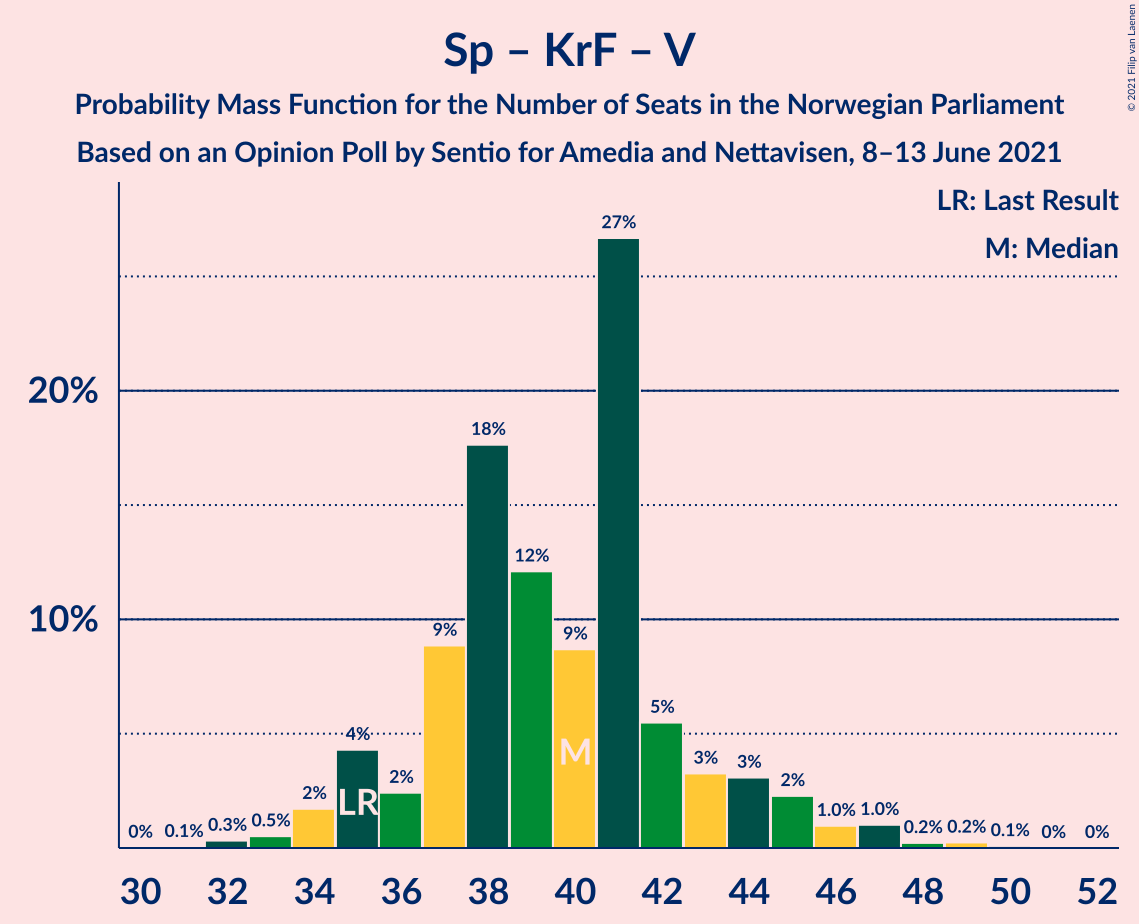 Sp – KrF – V
Probability Mass Function for the Number of Seats in the Norwegian Parliament
Based on an Opinion Poll by Sentio for Amedia and Nettavisen, 8–13 June 2021
© 2021 Filip van Laenen
LR: Last Result
M: Median
27%
20%
18%
12%
10%
9%
9%
5%
4%
3%
3%
2%
2%
2%
1.0%
1.0%
0%
0.1%
0.3%
0.5%
0.2%
0.2%
0.1%
0%
0%
LR
M
30 32 34 36 38 40 42 44 46 48 50 52